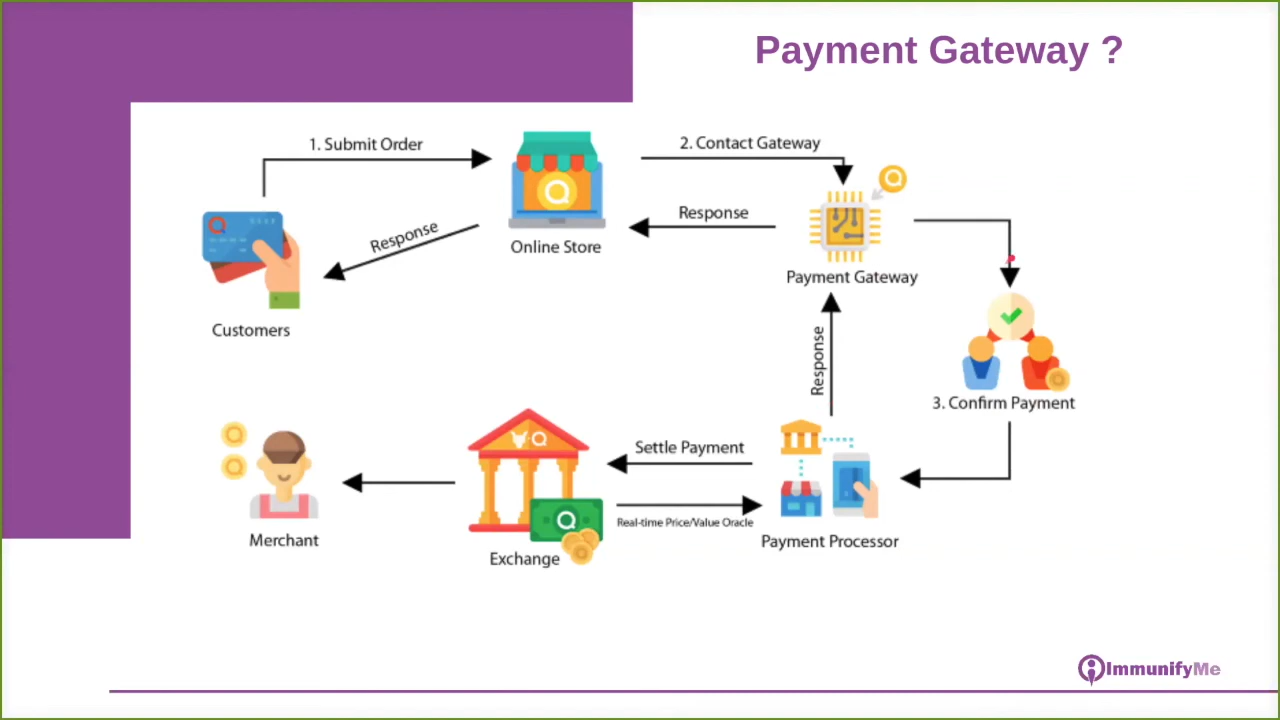 Payment Gateway ?
1. Submit Order
2. Contact Gateway
Response
Response
Online Store
Payment Gateway
Customers
Response
3. Confirm Payment
Settle Payment
Real-time Price/Value Oracle
Merchant
Exchange
Payment Processor
ImmunifyMe